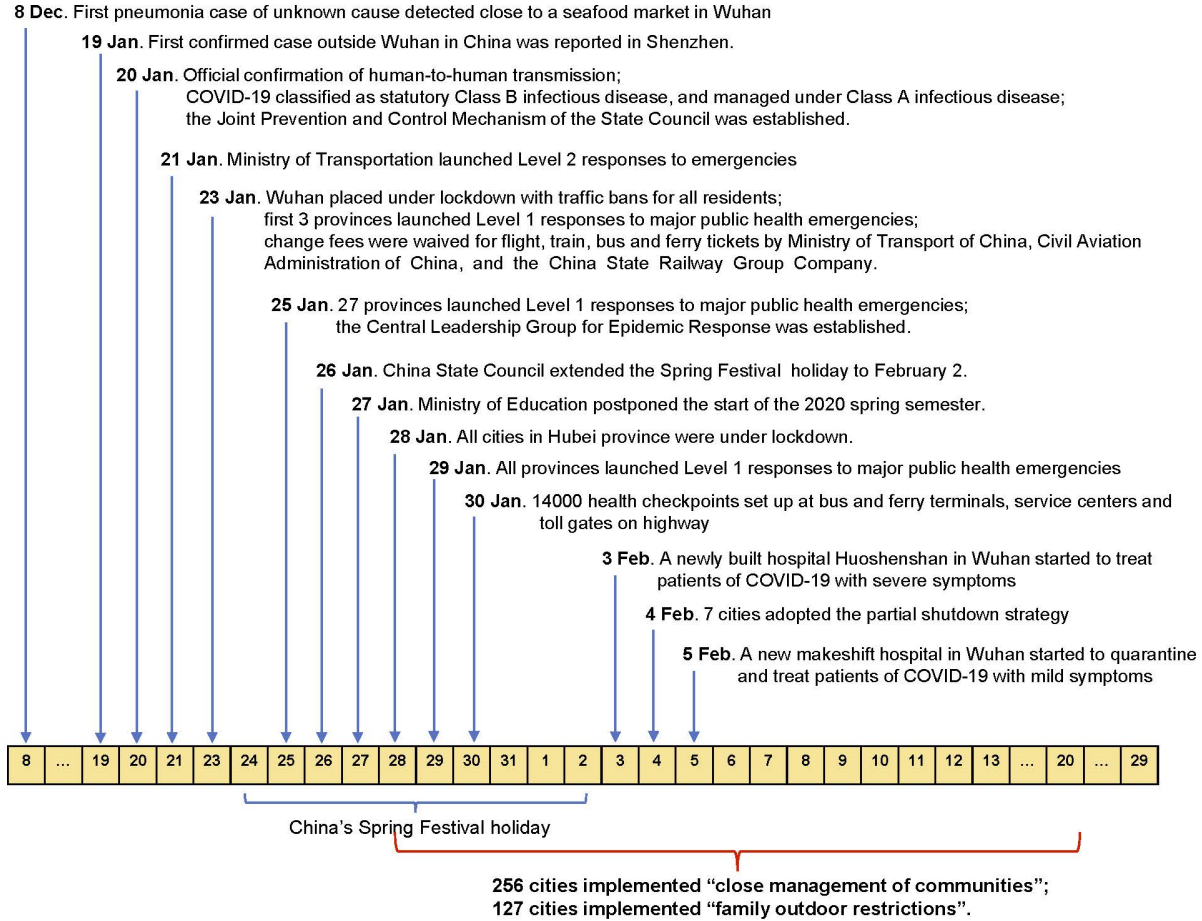 8 Dec. First pneumonia case of unknown cause detected close to a seafood market in Wuhan
19 Jan. First confirmed case outside Wuhan in China was reported in Shenzhen.
20 Jan. Official confirmation of human-to-human transmission;
COVID-19 classified as statutory Class B infectious disease, and managed under Class A infectious disease;
the Joint Prevention and Control Mechanism of the State Council was established.
21 Jan. Ministry of Transportation launched Level 2 responses to emergencies
23 Jan. Wuhan placed under lockdown with traffic bans for all residents;
first 3 provinces launched Level 1 responses to major public health emergencies;
change fees were waived for flight, train, bus and ferry tickets by Ministry of Transport of China, Civil Aviation
Administration of China, and the China State Railway Group Company.
25 Jan. 27 provinces launched Level 1 responses to major public health emergencies;
the Central Leadership Group for Epidemic Response was established.
26 Jan. China State Council extended the Spring Festival holiday to February 2.
27 Jan. Ministry of Education postponed the start of the 2020 spring semester.
28 Jan. All cities in Hubei province were under lockdown.
29 Jan. All provinces launched Level 1 responses to major public health emergencies
30 Jan. 14000 health checkpoints set up at bus and ferry terminals, service centers and
toll gates on highway
3 Feb. A newly built hospital Huoshenshan in Wuhan started to treat
patients of COVID-19 with severe symptoms
4 Feb. 7 cities adopted the partial shutdown strategy
5 Feb. A new makeshift hospital in Wuhan started to quarantine
and treat patients of COVID-19 with mild symptoms
8 ... 19 20 21 23 24 25 26 27 28 29 30 31 1 2 3 4 5 6 7 8 9 10 11 12 13 ... 20 ... 29
China's Spring Festival holiday
256 cities implemented “close management of communities”;
127 cities implemented “family outdoor restrictions”.